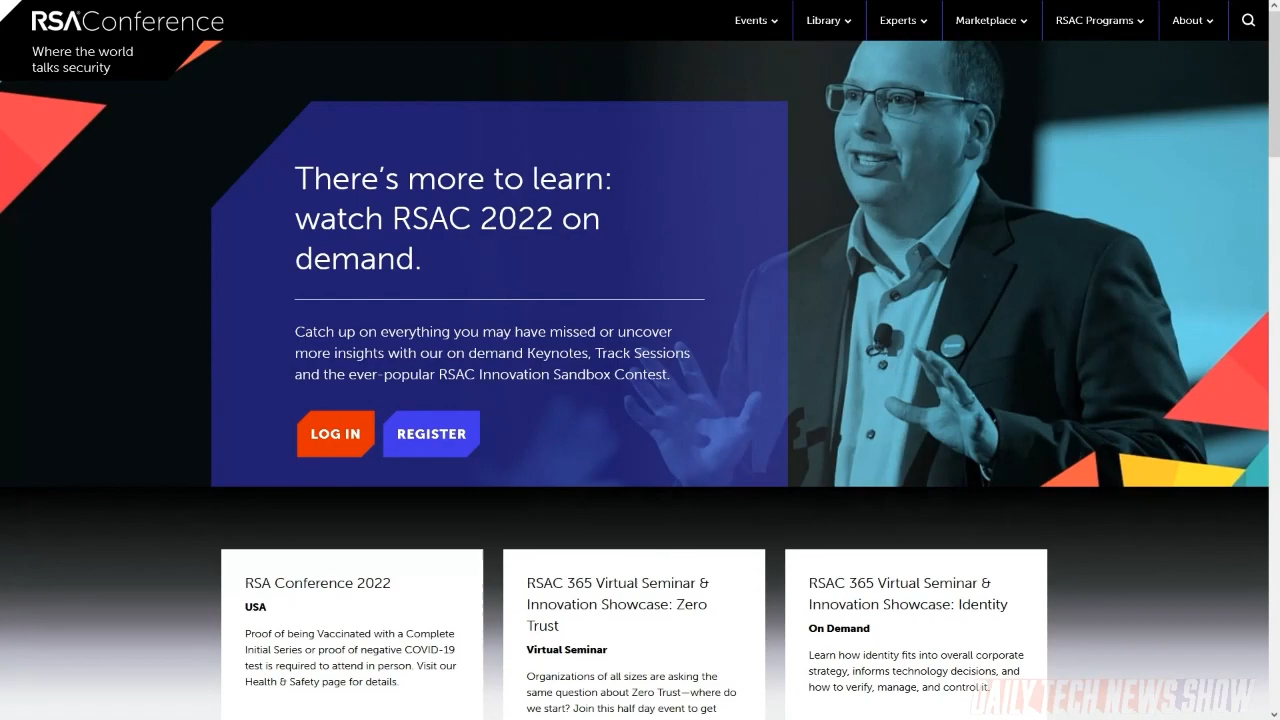 RSAConference
Where the world
talks security
Events
Library
Experts
Marketplace
RSAC Programs
About
There's more to learn:
watch RSAC 2022 on
demand.
Catch up on everything you may have missed or uncover
more insights with our on demand Keynotes, Track Sessions
and the ever-popular RSAC Innovation Sandbox Contest.
LOG IN
REGISTER
RSA Conference 2022
USA
Proof of being Vaccinated with a Complete
Initial Series or proof of negative COVID-19
test is required to attend in person. Visit our
Health & Safety page for details.
RSAC 365 Virtual Seminar &
Innovation Showcase: Zero
Trust
Virtual Seminar
Organizations of all sizes are asking the
same question about Zero Trust—where do
we start? Join this half day event to get
RSAC 365 Virtual Seminar &
Innovation Showcase: Identity
On Demand
Learn how identity fits into overall corporate
strategy, informs technology decisions, and
how to verify, manage, and control it.
DAILY TECH NEWS SHOW